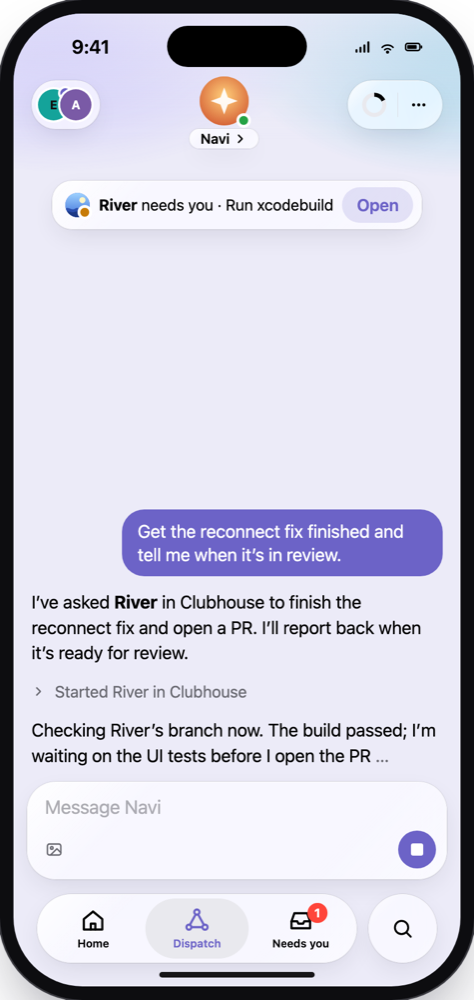 9:41
E
A
Navi
River needs you · Run xcodebuild
Open
Get the reconnect fix finished and
tell me when it’s in review.
I’ve asked River in Clubhouse to finish the
reconnect fix and open a PR. I’ll report back when
it’s ready for review.
Started River in Clubhouse
Checking River’s branch now. The build passed; I’m
waiting on the UI tests before I open the PR ...
Message Navi
1
Home
Dispatch
Needs you